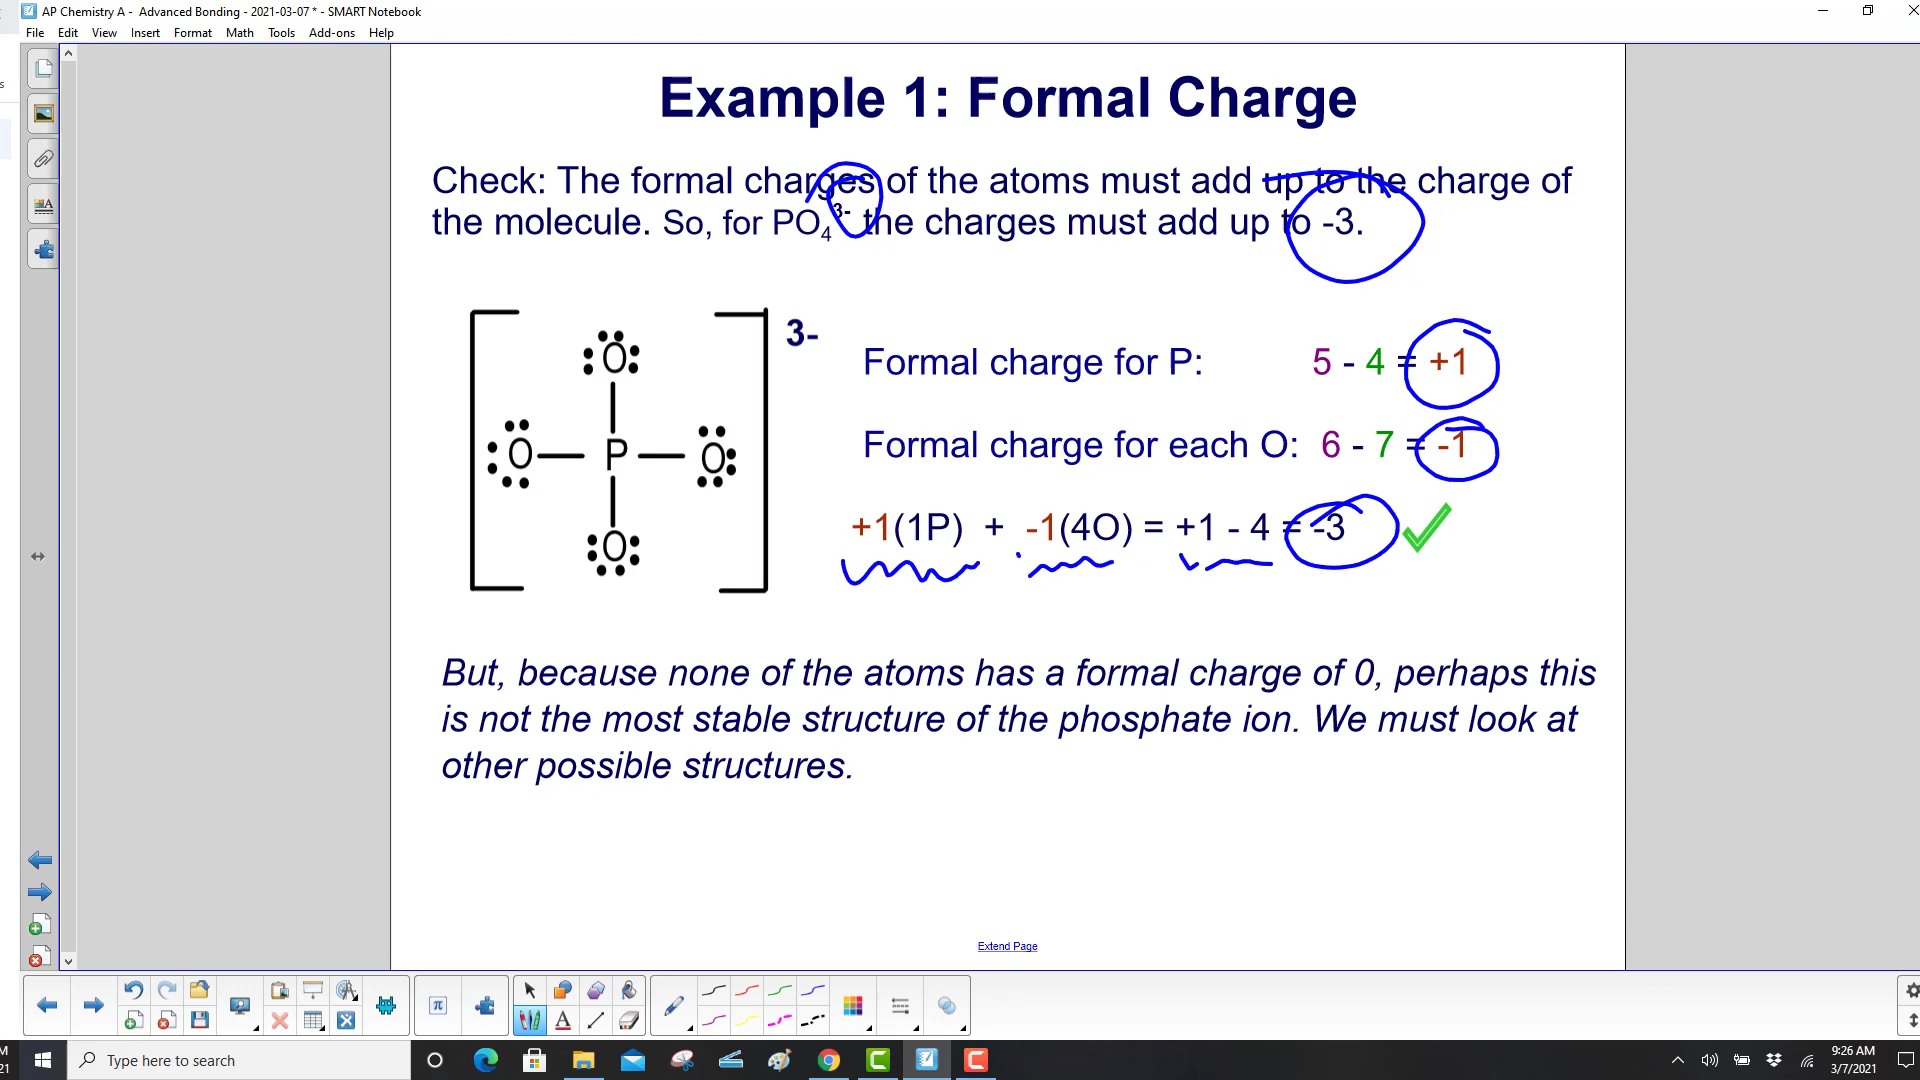 AP Chemistry A - Advanced Bonding - 2021-03-07 * - SMART Notebook
File Edit View Insert Format Math Tools Add-ons Help
Example 1: Formal Charge
Check: The formal charges of the atoms must add up to the charge of
the molecule. So, for PO₄³⁻ the charges must add up to -3.
3-
O
O P O
O
Formal charge for P: 5 - 4 = +1
Formal charge for each O: 6 - 7 = -1
+1(1P) + -1(4O) = +1 - 4 = -3
But, because none of the atoms has a formal charge of 0, perhaps this
is not the most stable structure of the phosphate ion. We must look at
other possible structures.
Extend Page
Type here to search
9:26 AM
3/7/2021